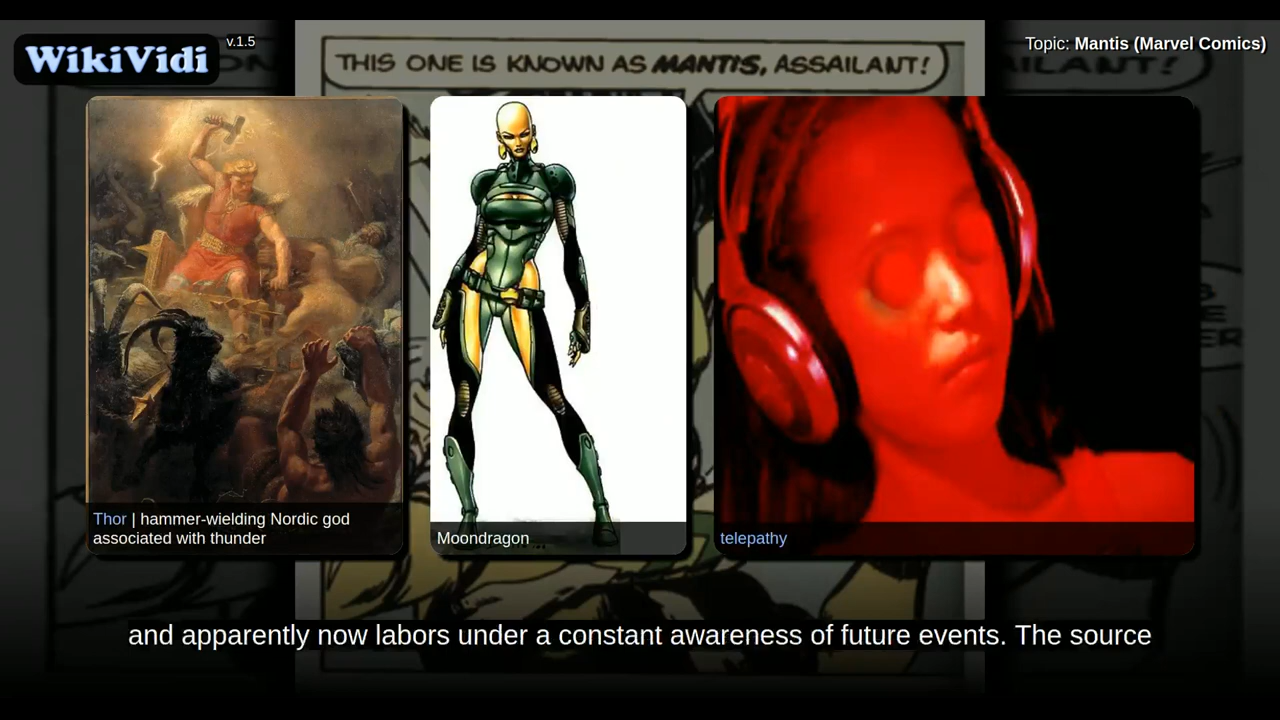 WikiVidi
v.1.5
Topic: Mantis (Marvel Comics)
THIS ONE IS KNOWN AS MANTIS, ASSAILANT!
AILANT!
Thor | hammer-wielding Nordic god
associated with thunder
Moondragon
telepathy
and apparently now labors under a constant awareness of future events. The source